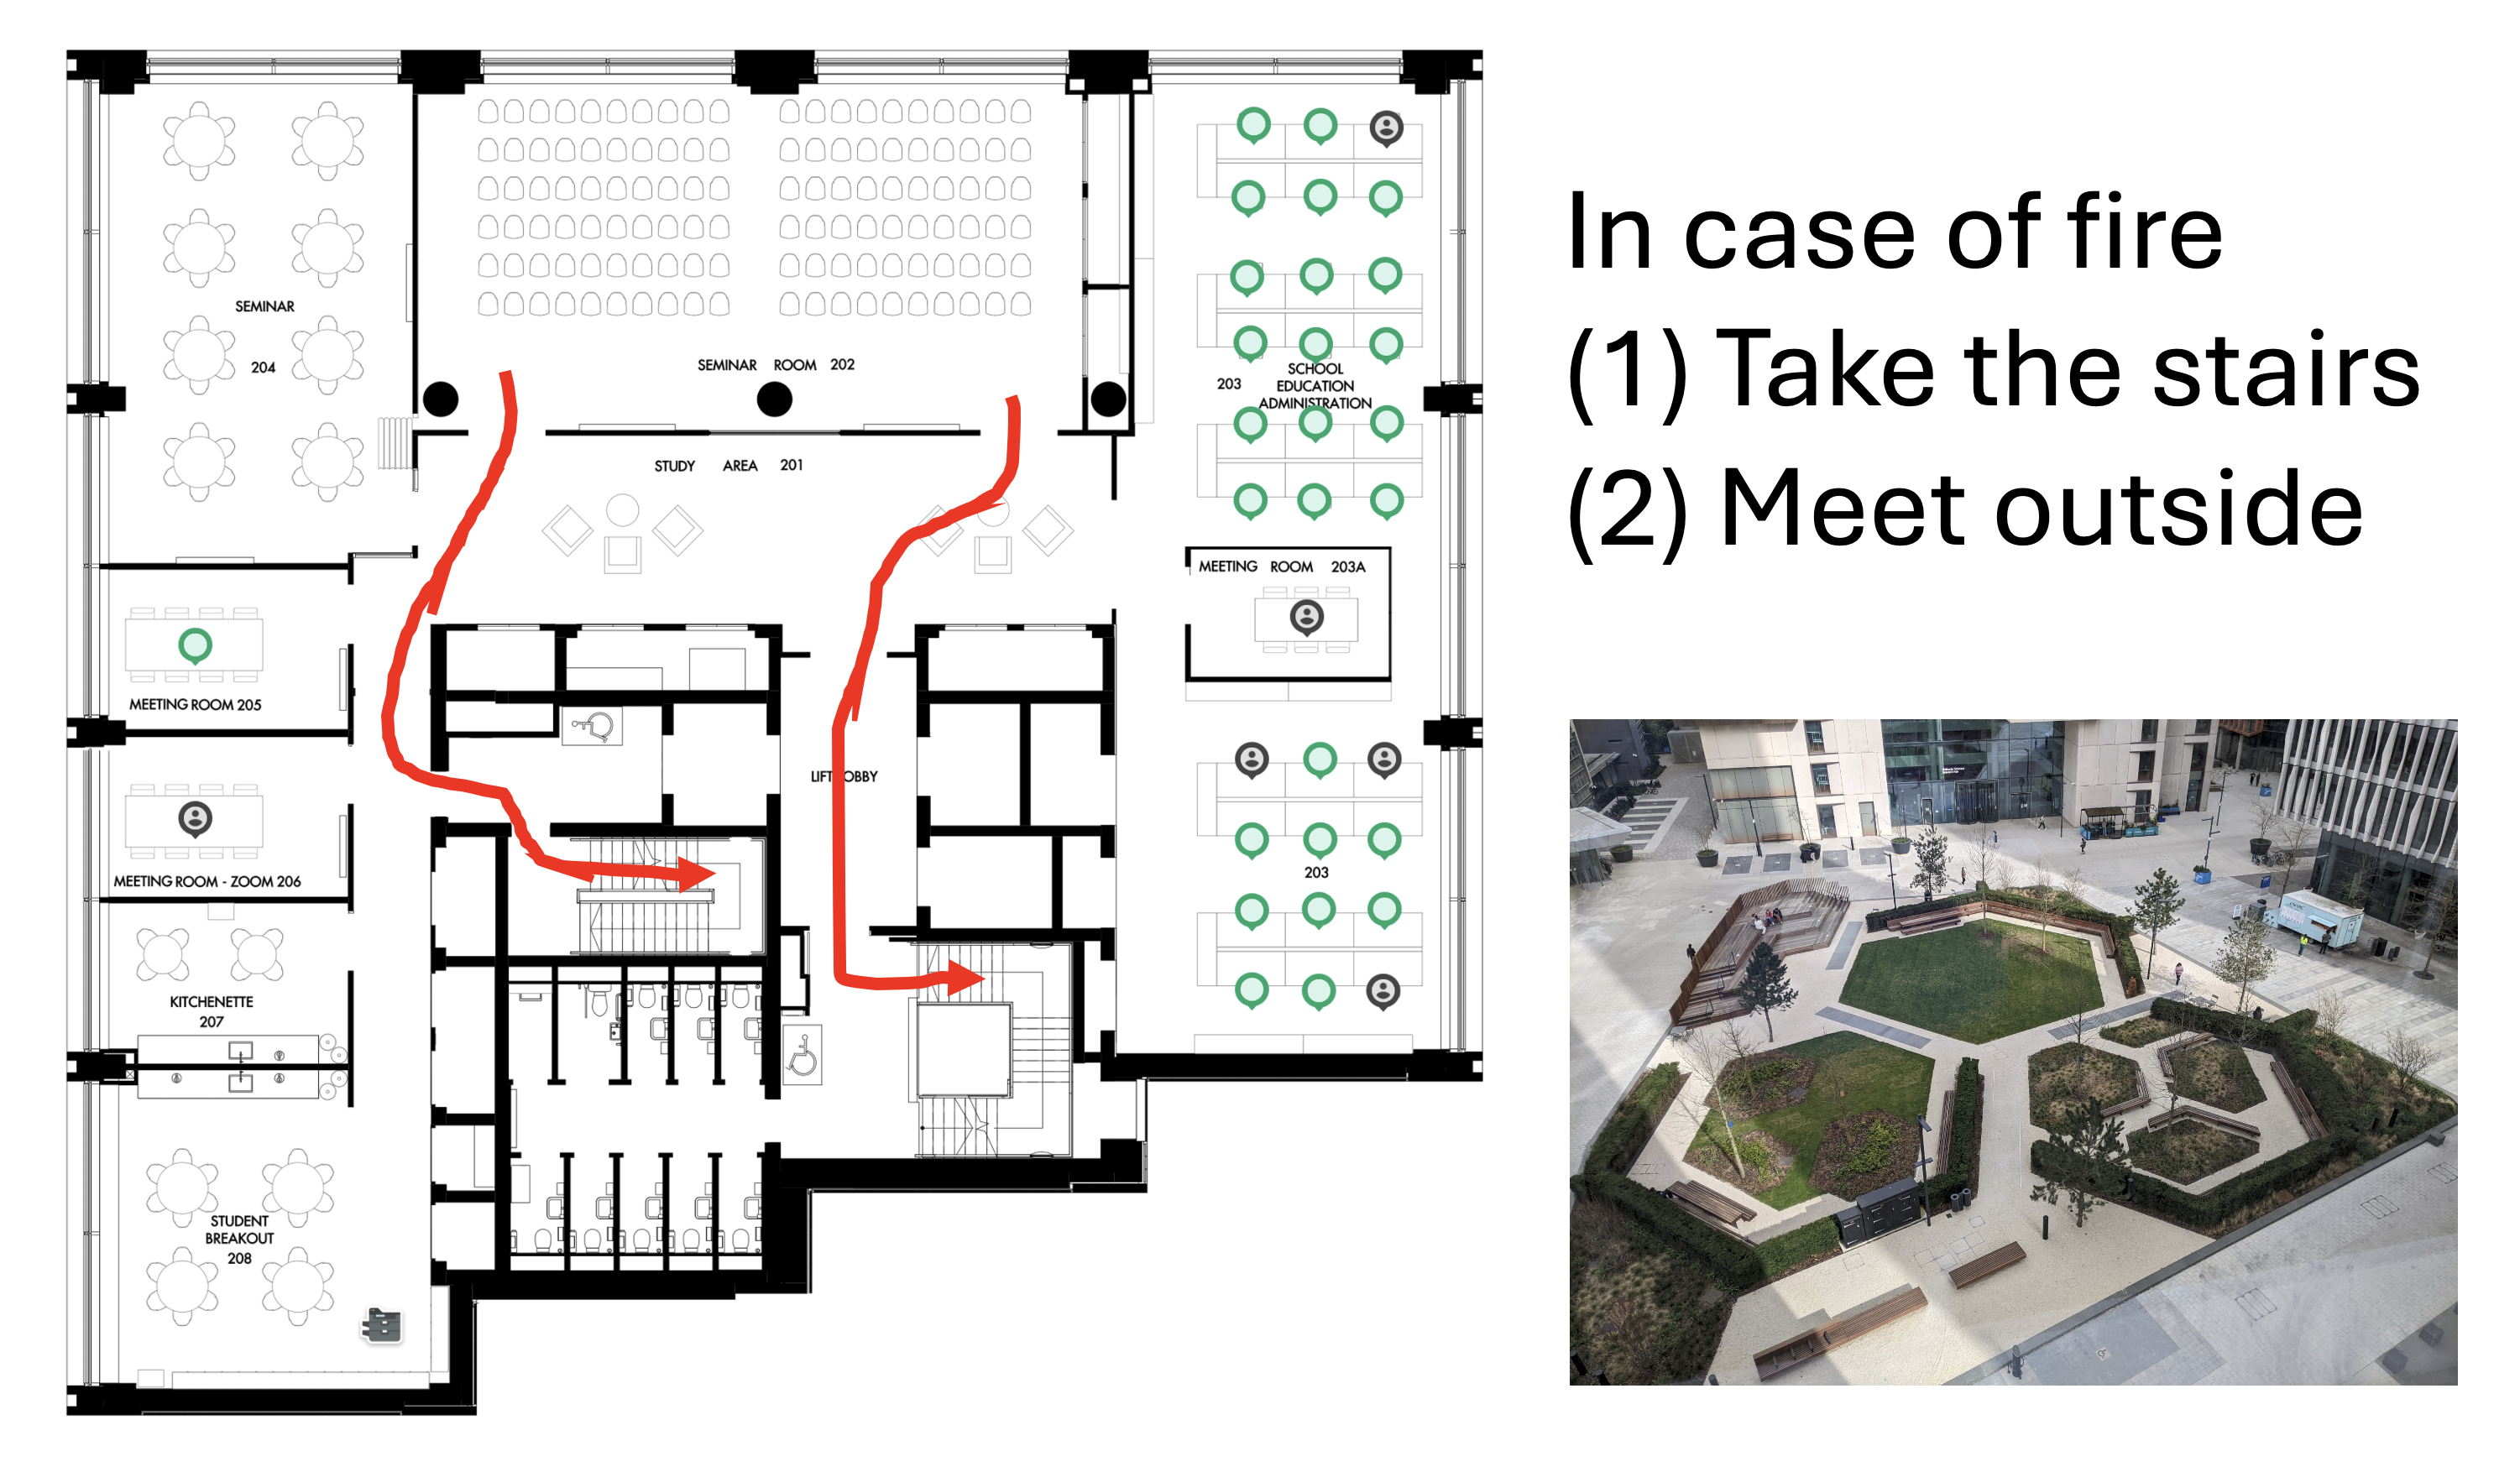 In case of fire
(1) Take the stairs
(2) Meet outside
SEMINAR
204
SEMINAR ROOM 202
STUDY AREA 201
203
SCHOOL
EDUCATION
ADMINISTRATION
MEETING ROOM 203A
MEETING ROOM 205
LIFT LOBBY
MEETING ROOM - ZOOM 206
203
KITCHENETTE
207
STUDENT
BREAKOUT
208